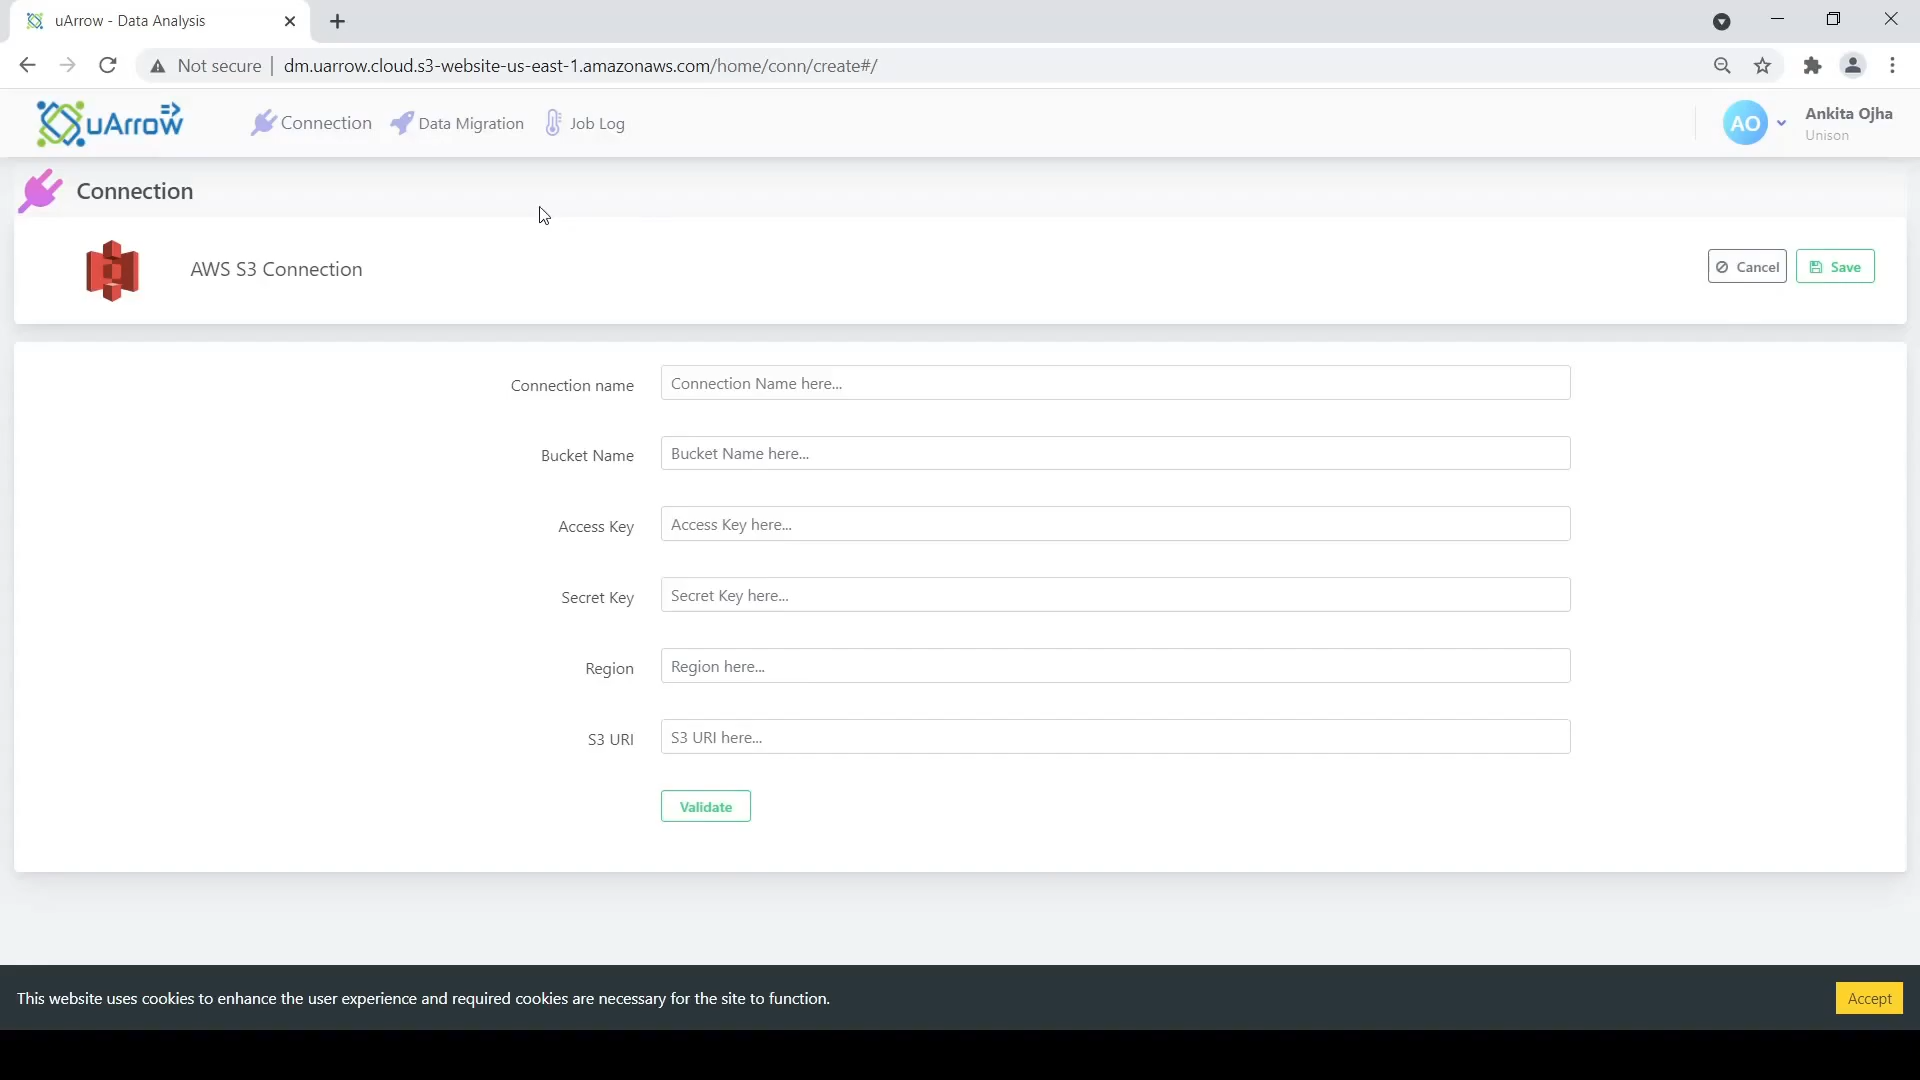 uArrow - Data Analysis
Not secure | dm.uarrow.cloud.s3-website-us-east-1.amazonaws.com/home/conn/create#/
uArrow
Connection
Data Migration
Job Log
AO
Ankita Ojha
Unison
Connection
AWS S3 Connection
Cancel
Save
Connection name
Connection Name here...
Bucket Name
Bucket Name here...
Access Key
Access Key here...
Secret Key
Secret Key here...
Region
Region here...
S3 URI
S3 URI here...
Validate
This website uses cookies to enhance the user experience and required cookies are necessary for the site to function.
Accept